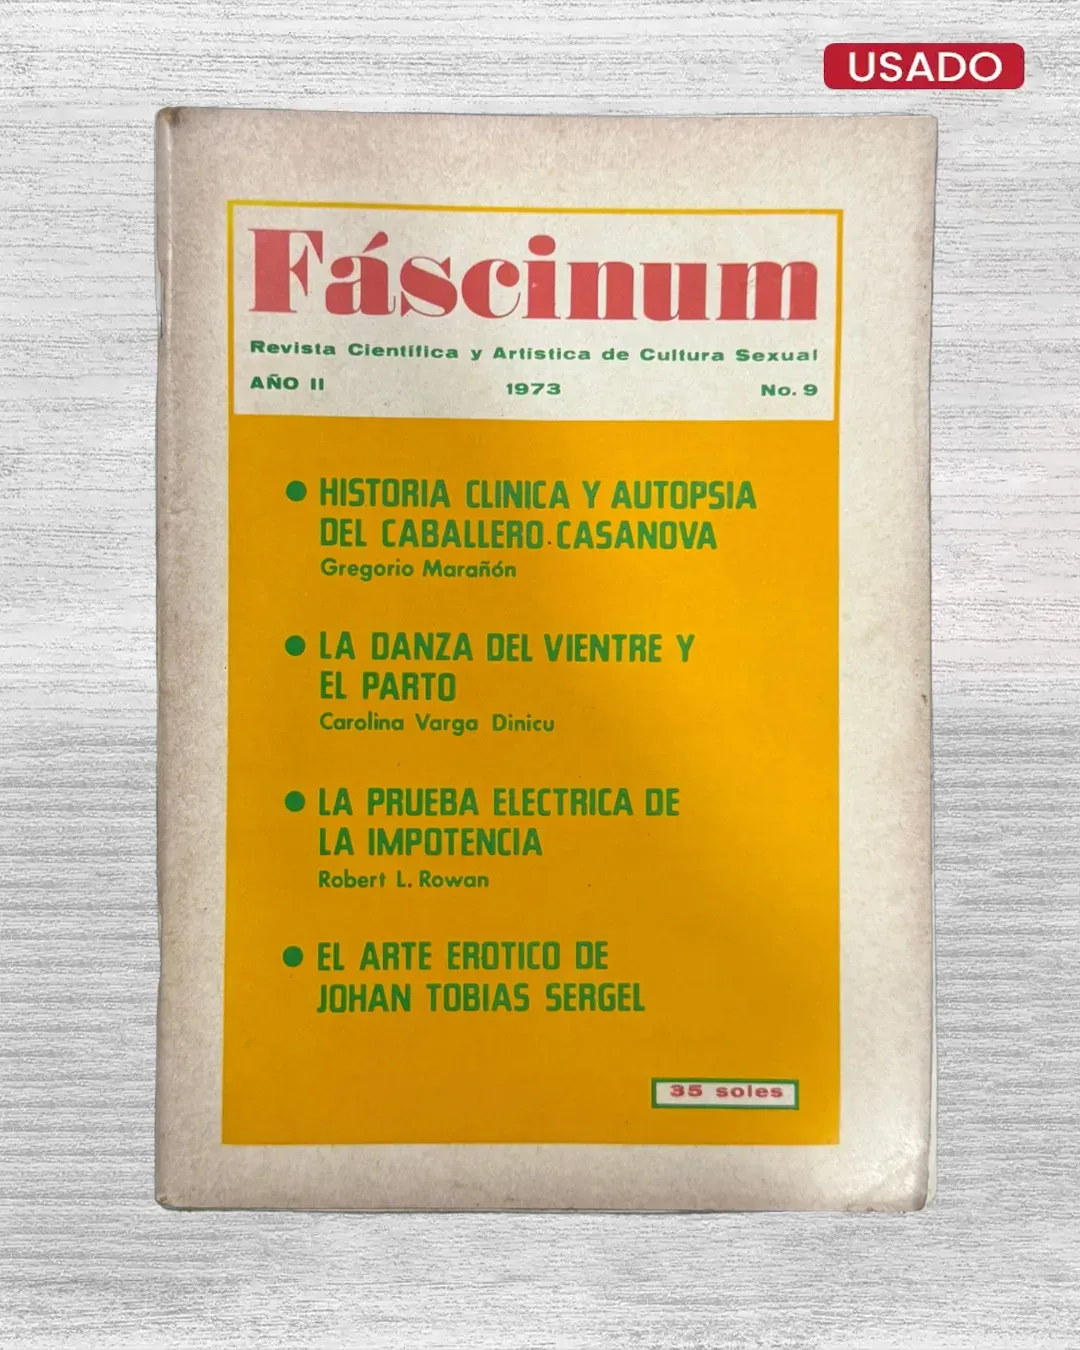 USADO
Fáscinum
Revista Científica y Artística de Cultura Sexual
AÑO II 1973 No. 9
● HISTORIA CLINICA Y AUTOPSIA
DEL CABALLERO CASANOVA
Gregorio Marañón
● LA DANZA DEL VIENTRE Y
EL PARTO
Carolina Varga Dinicu
● LA PRUEBA ELECTRICA DE
LA IMPOTENCIA
Robert L. Rowan
● EL ARTE EROTICO DE
JOHAN TOBIAS SERGEL
35 soles